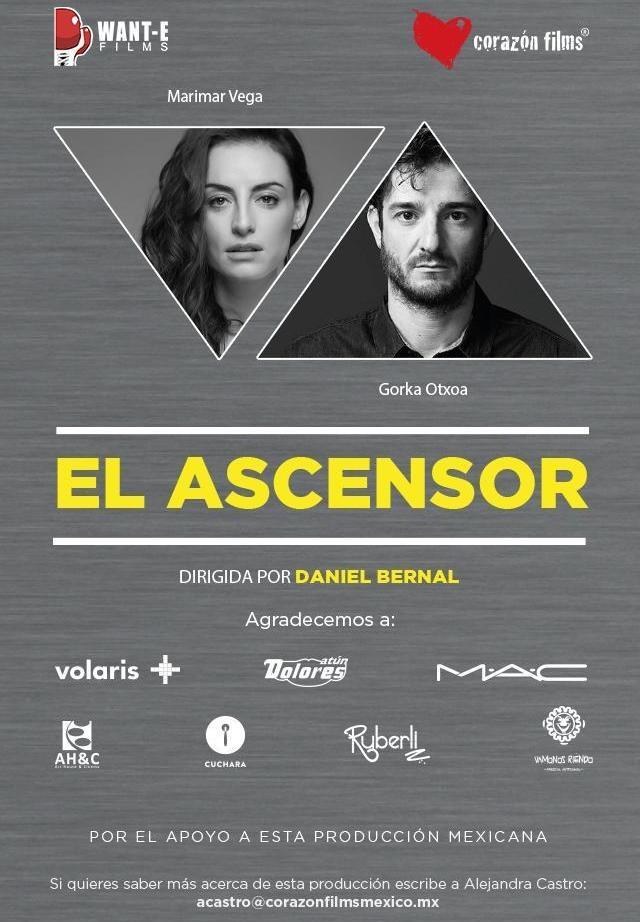 WANT-E
FILMS
corazón films®
Marimar Vega
Gorka Otxoa
EL ASCENSOR
DIRIGIDA POR DANIEL BERNAL
Agradecemos a:
volaris
atún
Dolores
M·A·C
AH&C
CUCHARA
Ryberli
VAMONOS RIENDO
POR EL APOYO A ESTA PRODUCCIÓN MEXICANA
Si quieres saber más acerca de esta producción escribe a Alejandra Castro:
acastro@corazonfilmsmexico.mx